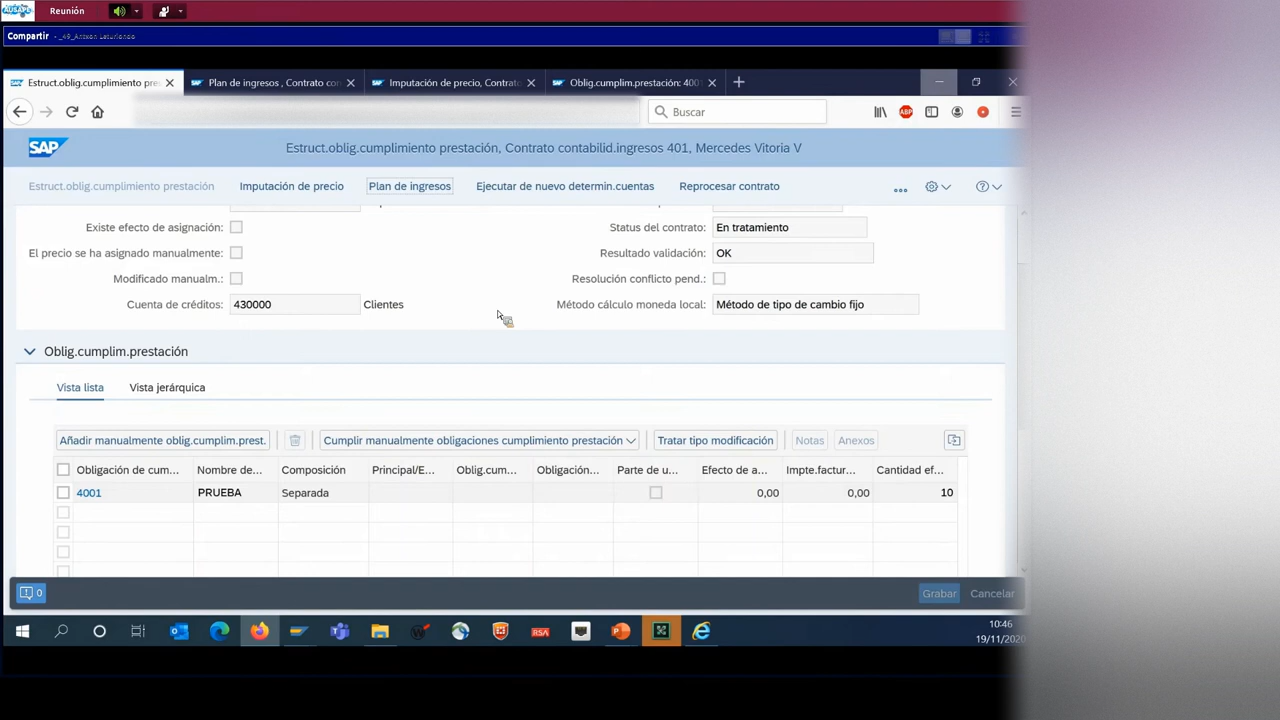 Reunión
Compartir - _49_Antxon Leturiondo
Estruct.oblig.cumplimiento pres
Plan de ingresos , Contrato con
Imputación de precio, Contrat
Oblig.cumplim.prestación: 400
Buscar
ABP
SAP
Estruct.oblig.cumplimiento prestación, Contrato contabilid.ingresos 401, Mercedes Vitoria V
Estruct.oblig.cumplimiento prestación
Imputación de precio
Plan de ingresos
Ejecutar de nuevo determin.cuentas
Reprocesar contrato
Existe efecto de asignación:
Status del contrato: En tratamiento
El precio se ha asignado manualmente:
Resultado validación: OK
Modificado manualm.:
Resolución conflicto pend.:
Cuenta de créditos: 430000 Clientes
Método cálculo moneda local: Método de tipo de cambio fijo
Oblig.cumplim.prestación
Vista lista Vista jerárquica
Añadir manualmente oblig.cumplim.prest. Cumplir manualmente obligaciones cumplimiento prestación Tratar tipo modificación Notas Anexos
Obligación de cum... Nombre de... Composición Principal/E... Oblig.cum... Obligación... Parte de u... Efecto de a... Impte.factur... Cantidad ef...
4001 PRUEBA Separada 0,00 0,00 10
0
Grabar Cancelar
RSA
10:46
19/11/2020